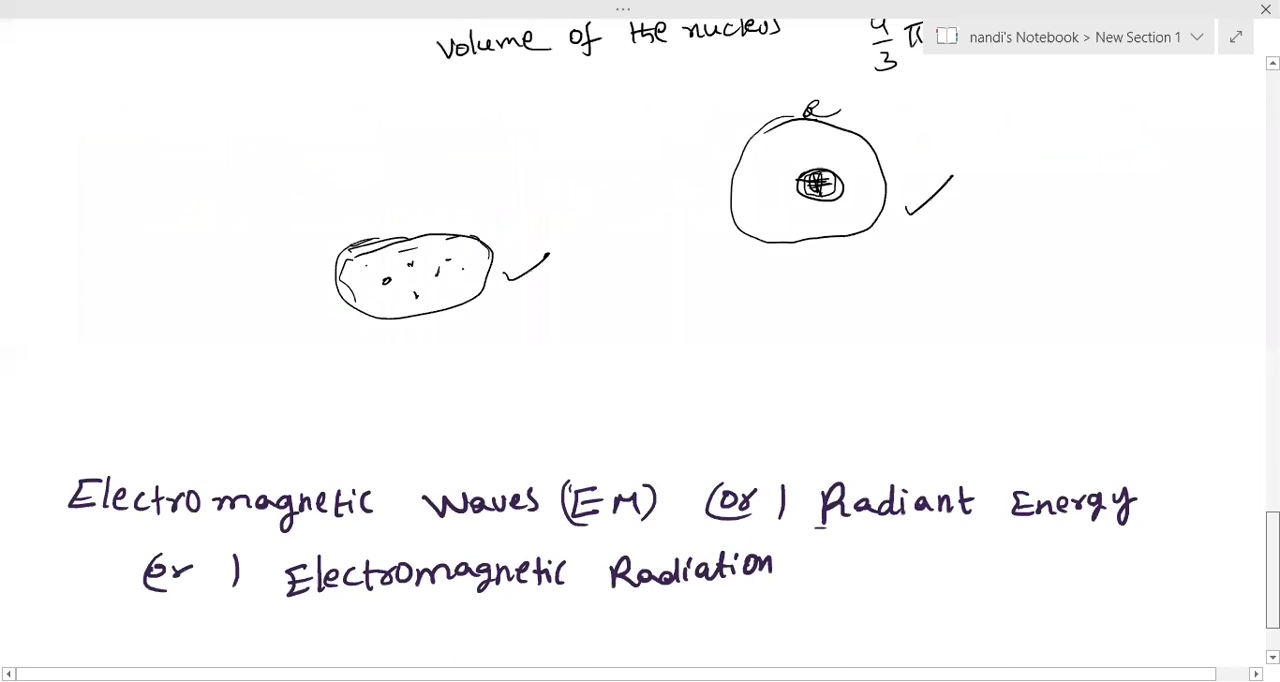 nandi's Notebook > New Section 1
volume of the nucleus 4/3 π
e
Electromagnetic Waves (EM) (or) Radiant Energy
(or) Electromagnetic Radiation